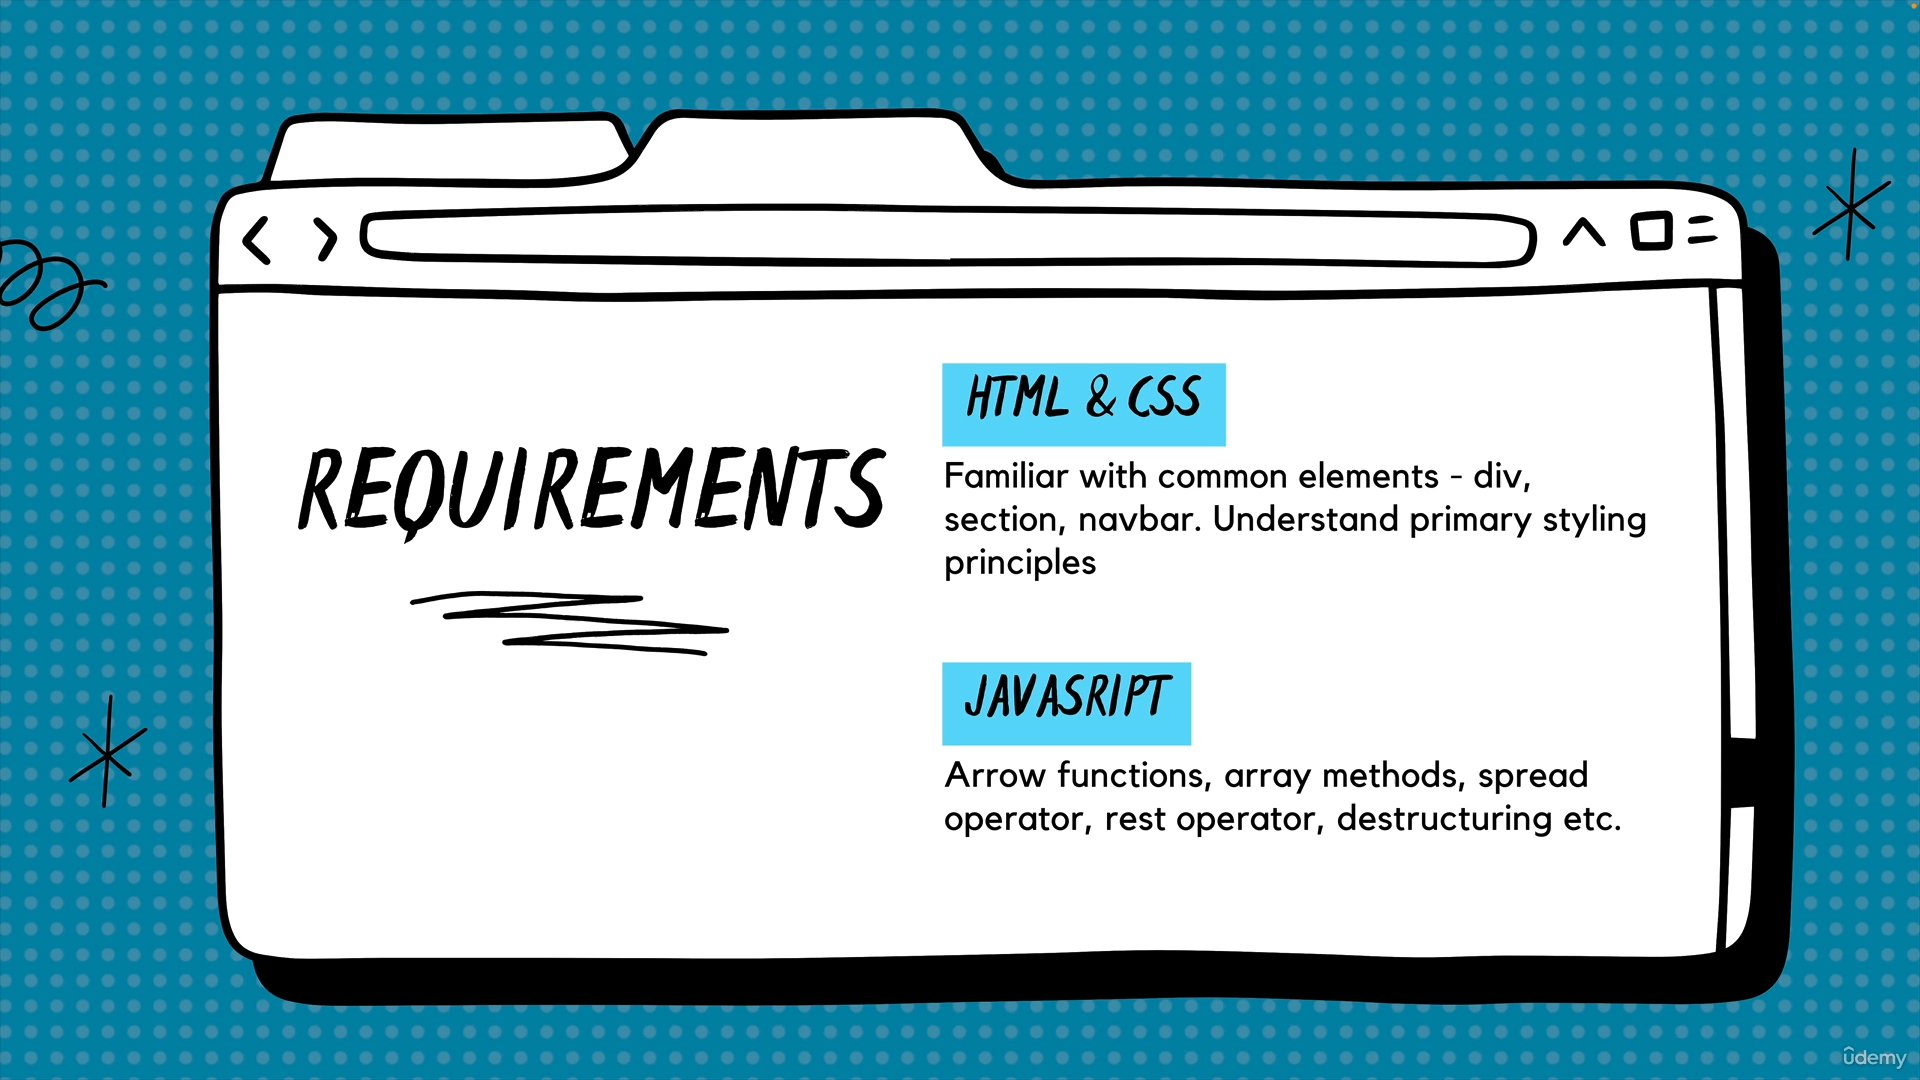 REQUIREMENTS
HTML & CSS
Familiar with common elements - div,
section, navbar. Understand primary styling
principles
JAVASRIPT
Arrow functions, array methods, spread
operator, rest operator, destructuring etc.
ûdemy